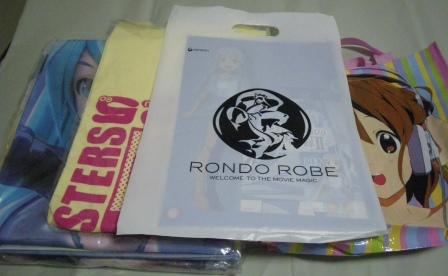 STERS
RONDO ROBE
WELCOME TO THE MOVIE MAGIC